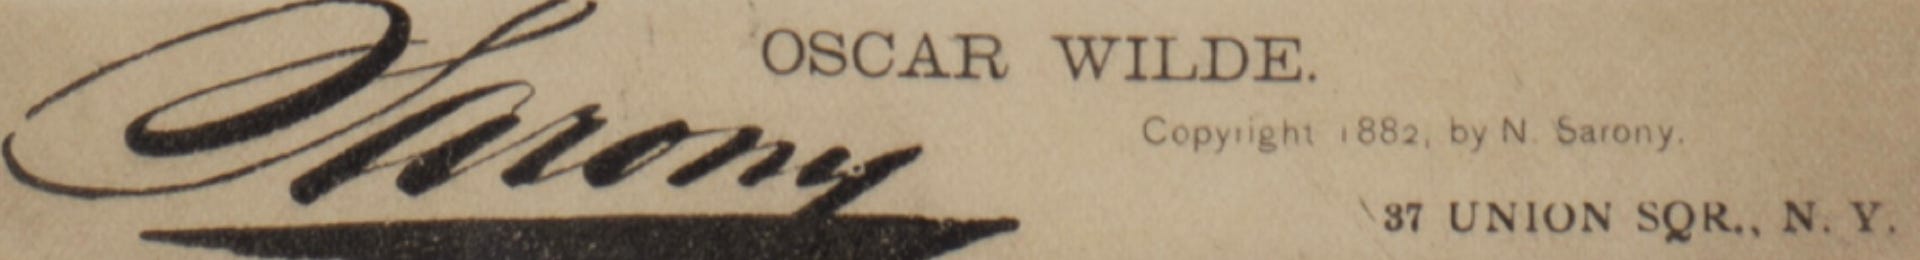 Sarony
OSCAR WILDE.
Copyright 1882, by N. Sarony.
37 UNION SQR., N. Y.